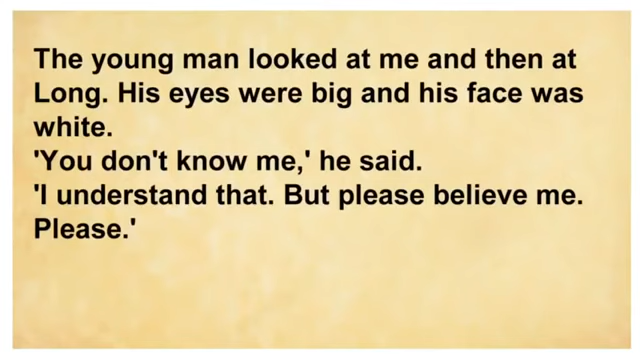 The young man looked at me and then at
Long. His eyes were big and his face was
white.
'You don't know me,' he said.
'I understand that. But please believe me.
Please.'